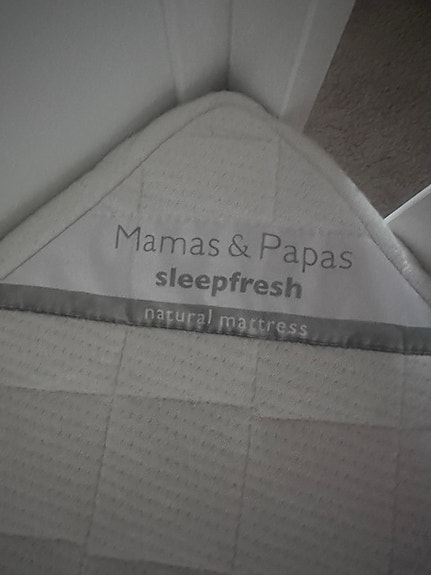 Mamas & Papas
sleepfresh
natural mattress